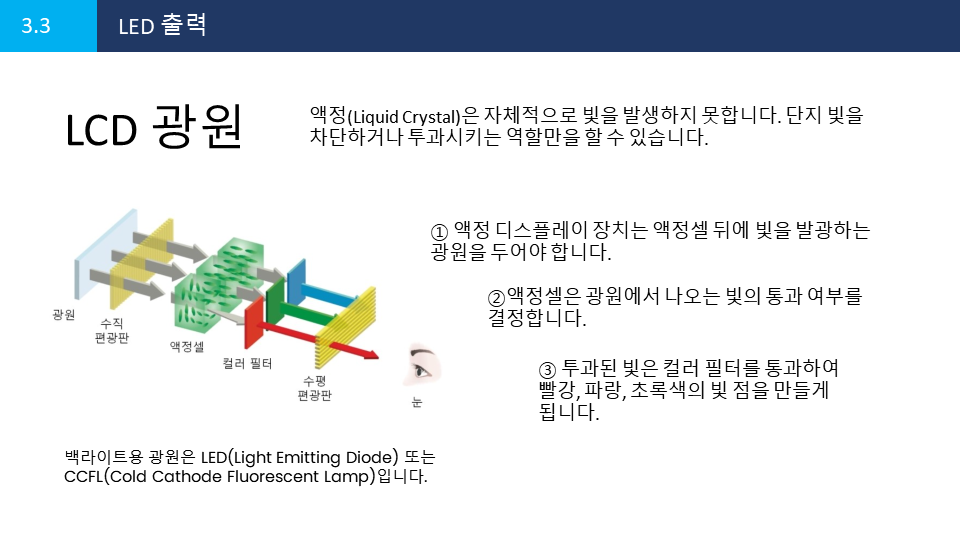 3.3
LED 출력
LCD 광원
액정(Liquid Crystal)은 자체적으로 빛을 발생하지 못합니다. 단지 빛을
차단하거나 투과시키는 역할만을 할 수 있습니다.
① 액정 디스플레이 장치는 액정셀 뒤에 빛을 발광하는
광원을 두어야 합니다.
②액정셀은 광원에서 나오는 빛의 통과 여부를
결정합니다.
③ 투과된 빛은 컬러 필터를 통과하여
빨강, 파랑, 초록색의 빛 점을 만들게
됩니다.
광원
수직
편광판
액정셀
컬러 필터
수평
편광판
눈
백라이트용 광원은 LED(Light Emitting Diode) 또는
CCFL(Cold Cathode Fluorescent Lamp)입니다.